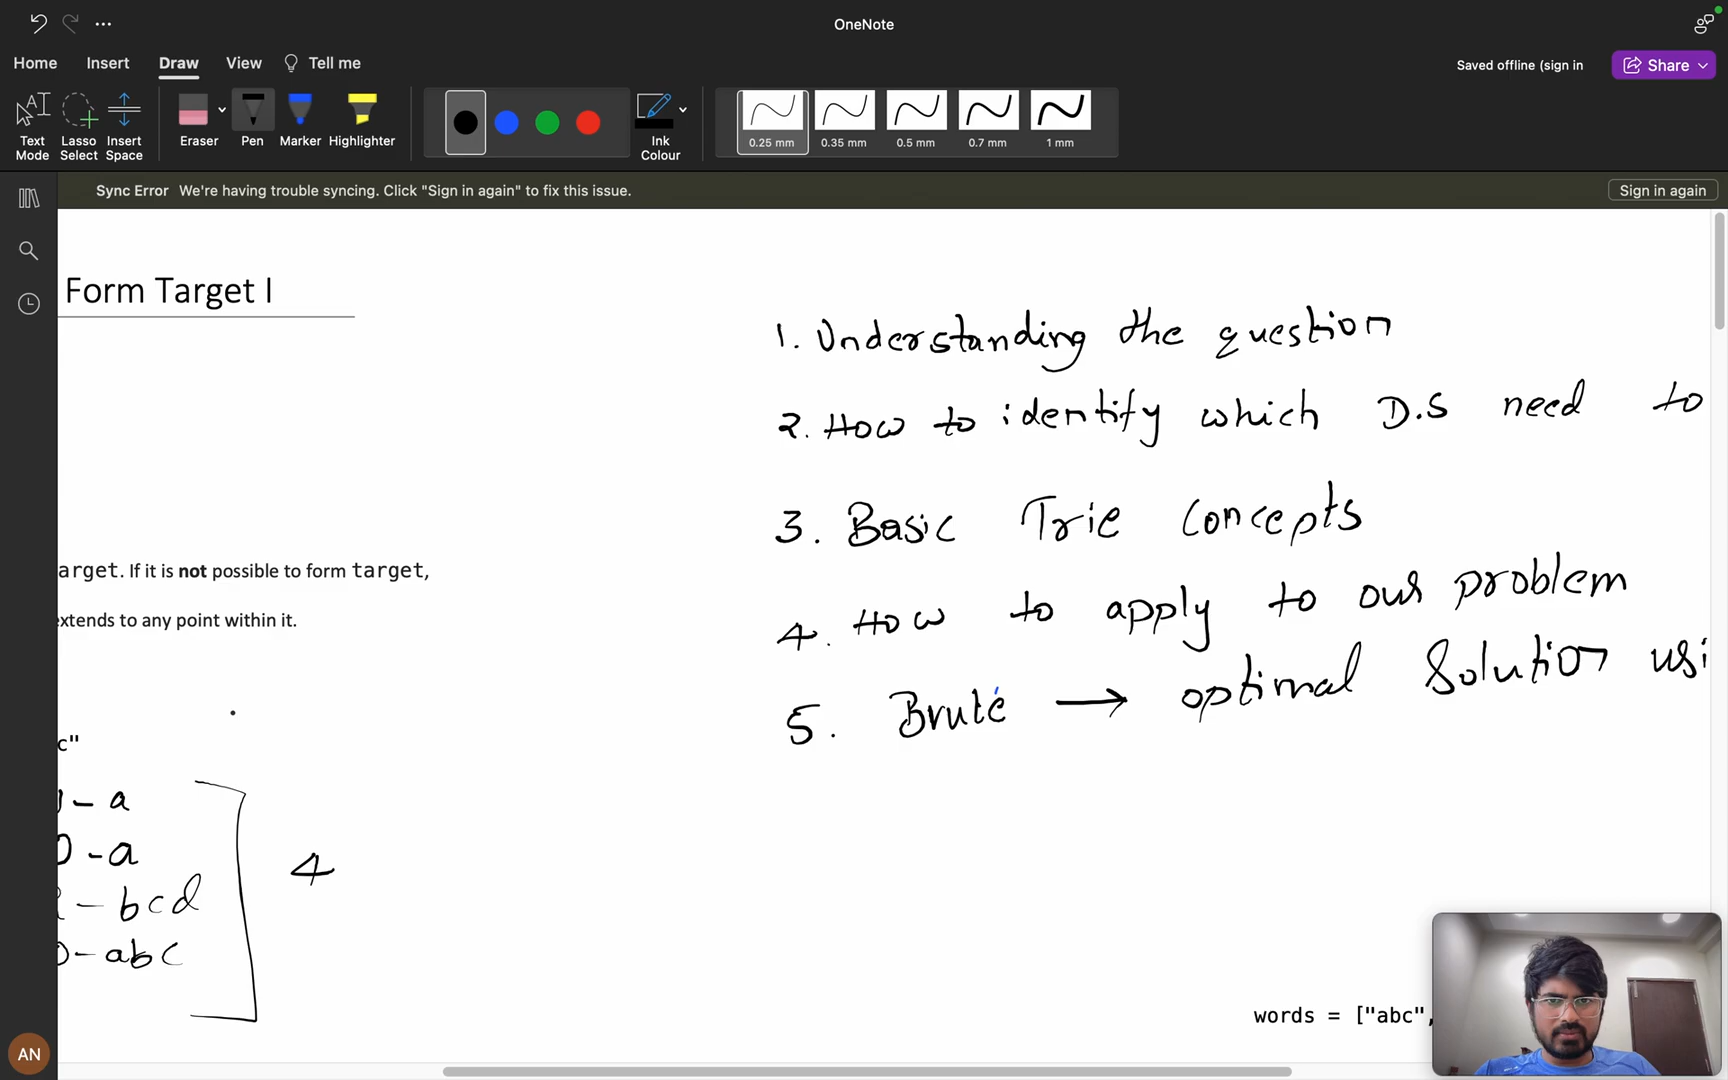 OneNote
Home Insert Draw View Tell me
Saved offline (sign in
Share
Text Mode
Lasso Select
Insert Space
Eraser
Pen
Marker
Highlighter
Ink Colour
0.25 mm
0.35 mm
0.5 mm
0.7 mm
1 mm
Sync Error We're having trouble syncing. Click "Sign in again" to fix this issue.
Sign in again
Form Target I
1. Understanding the question
2. How to identify which D.S need to
3. Basic Trie Concepts
4. How to apply to our problem
5. Brute → optimal Solution usi
arget. If it is not possible to form target,
extends to any point within it.
c"
- a
0 - a
- bcd
0 - abc
4
words = ["abc",
AN